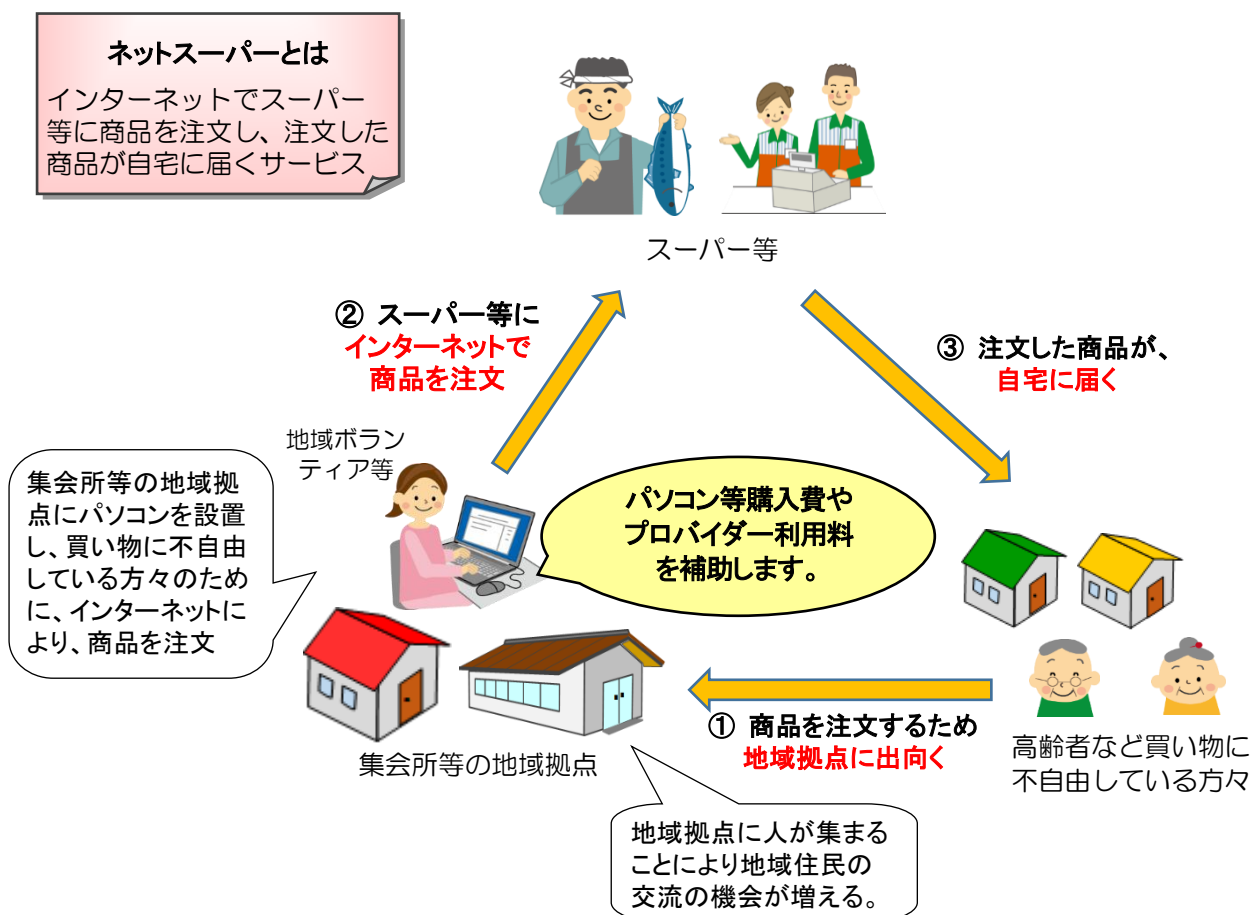 ネットスーパーとは
インターネットでスーパー
等に商品を注文し、注文した
商品が自宅に届くサービス
スーパー等
② スーパー等に
インターネットで
商品を注文
③ 注文した商品が、
自宅に届く
地域ボラン
ティア等
集会所等の地域拠
点にパソコンを設置
し、買い物に不自由
している方々のため
に、インターネットに
より、商品を注文
パソコン等購入費や
プロバイダー利用料
を補助します。
① 商品を注文するため
地域拠点に出向く
高齢者など買い物に
不自由している方々
集会所等の地域拠点
地域拠点に人が集まる
ことにより地域住民の
交流の機会が増える。